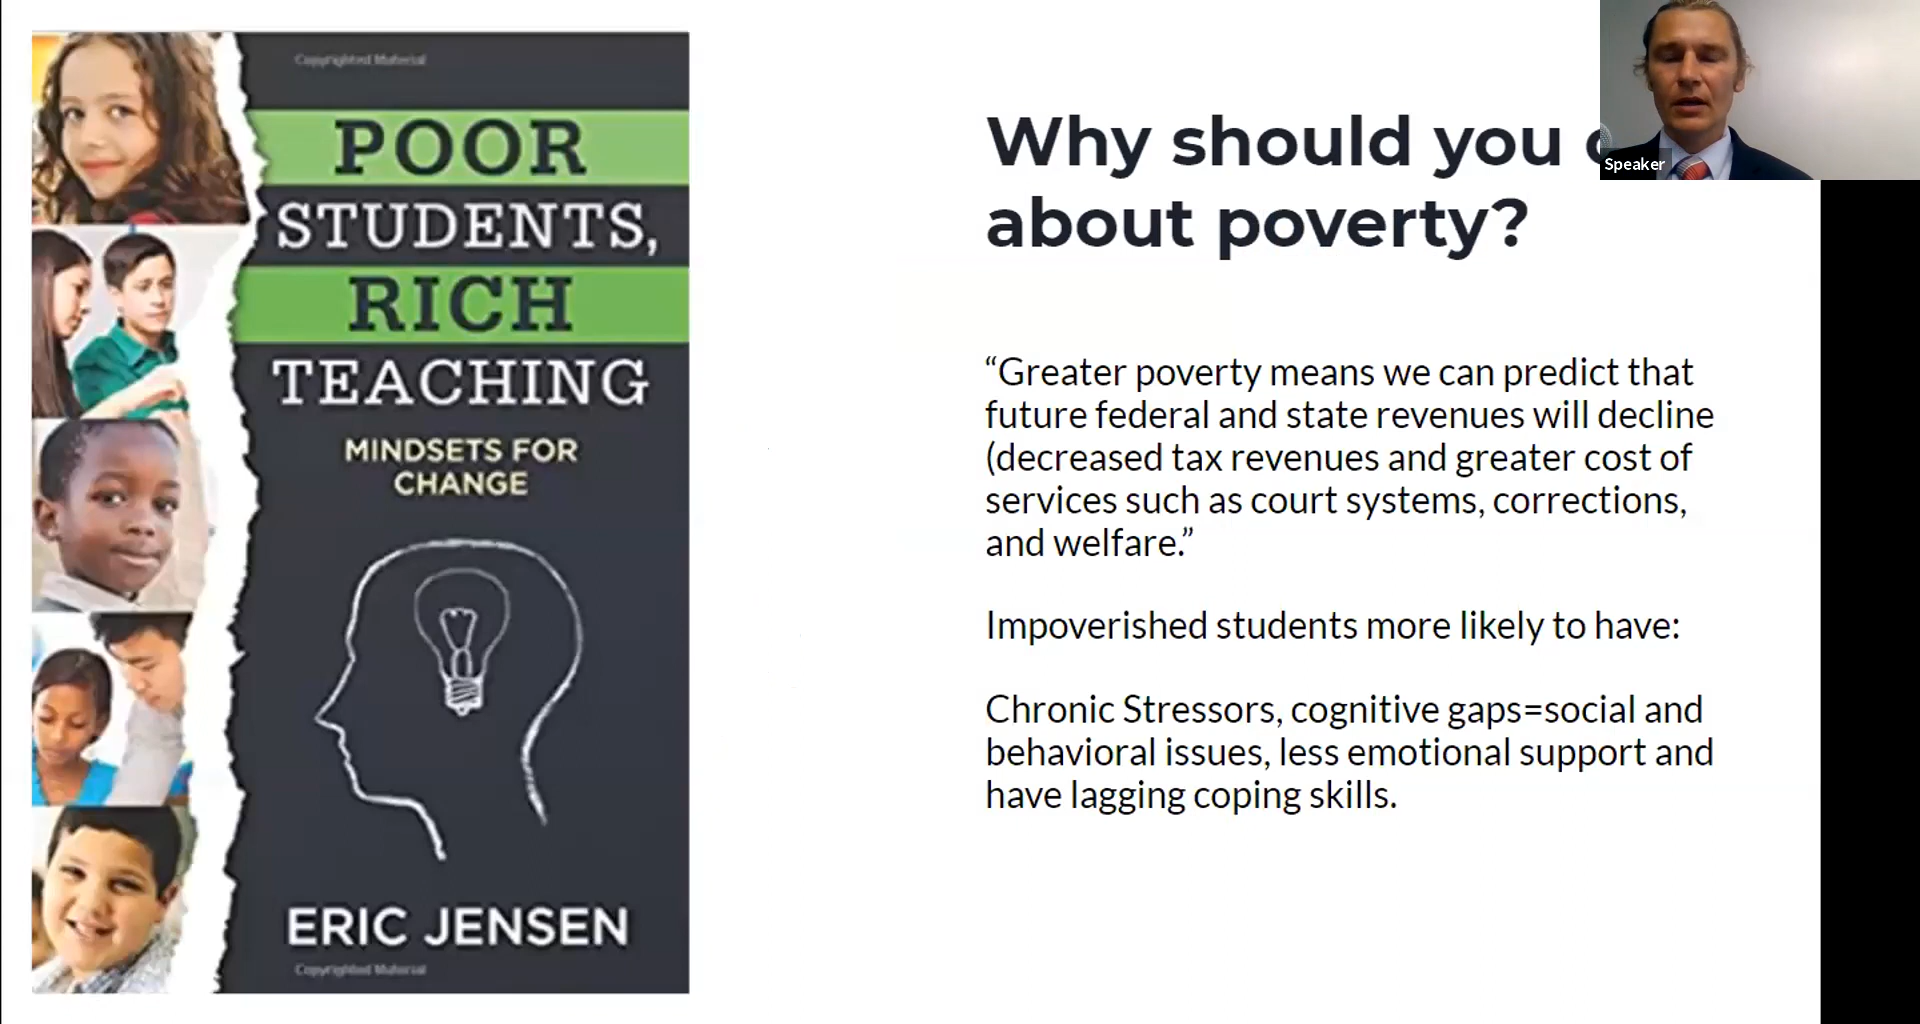 Copyrighted Material
POOR
STUDENTS,
RICH
TEACHING
MINDSETS FOR
CHANGE
ERIC JENSEN
Copyrighted Material
Why should you
about poverty?
“Greater poverty means we can predict that
future federal and state revenues will decline
(decreased tax revenues and greater cost of
services such as court systems, corrections,
and welfare.”
Impoverished students more likely to have:
Chronic Stressors, cognitive gaps=social and
behavioral issues, less emotional support and
have lagging coping skills.
Speaker